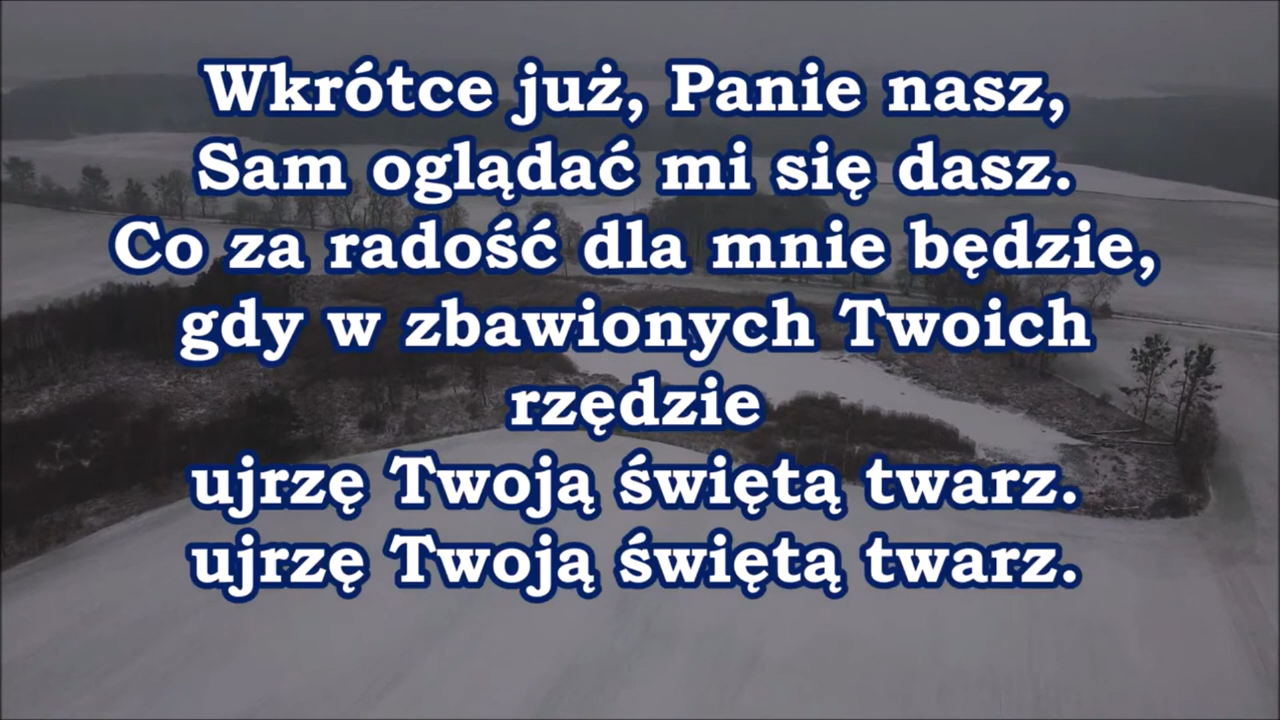 Wkrótce już, Panie nasz,
Sam oglądać mi się dasz.
Co za radość dla mnie będzie,
gdy w zbawionych Twoich
rzędzie
ujrzę Twoją świętą twarz.
ujrzę Twoją świętą twarz.